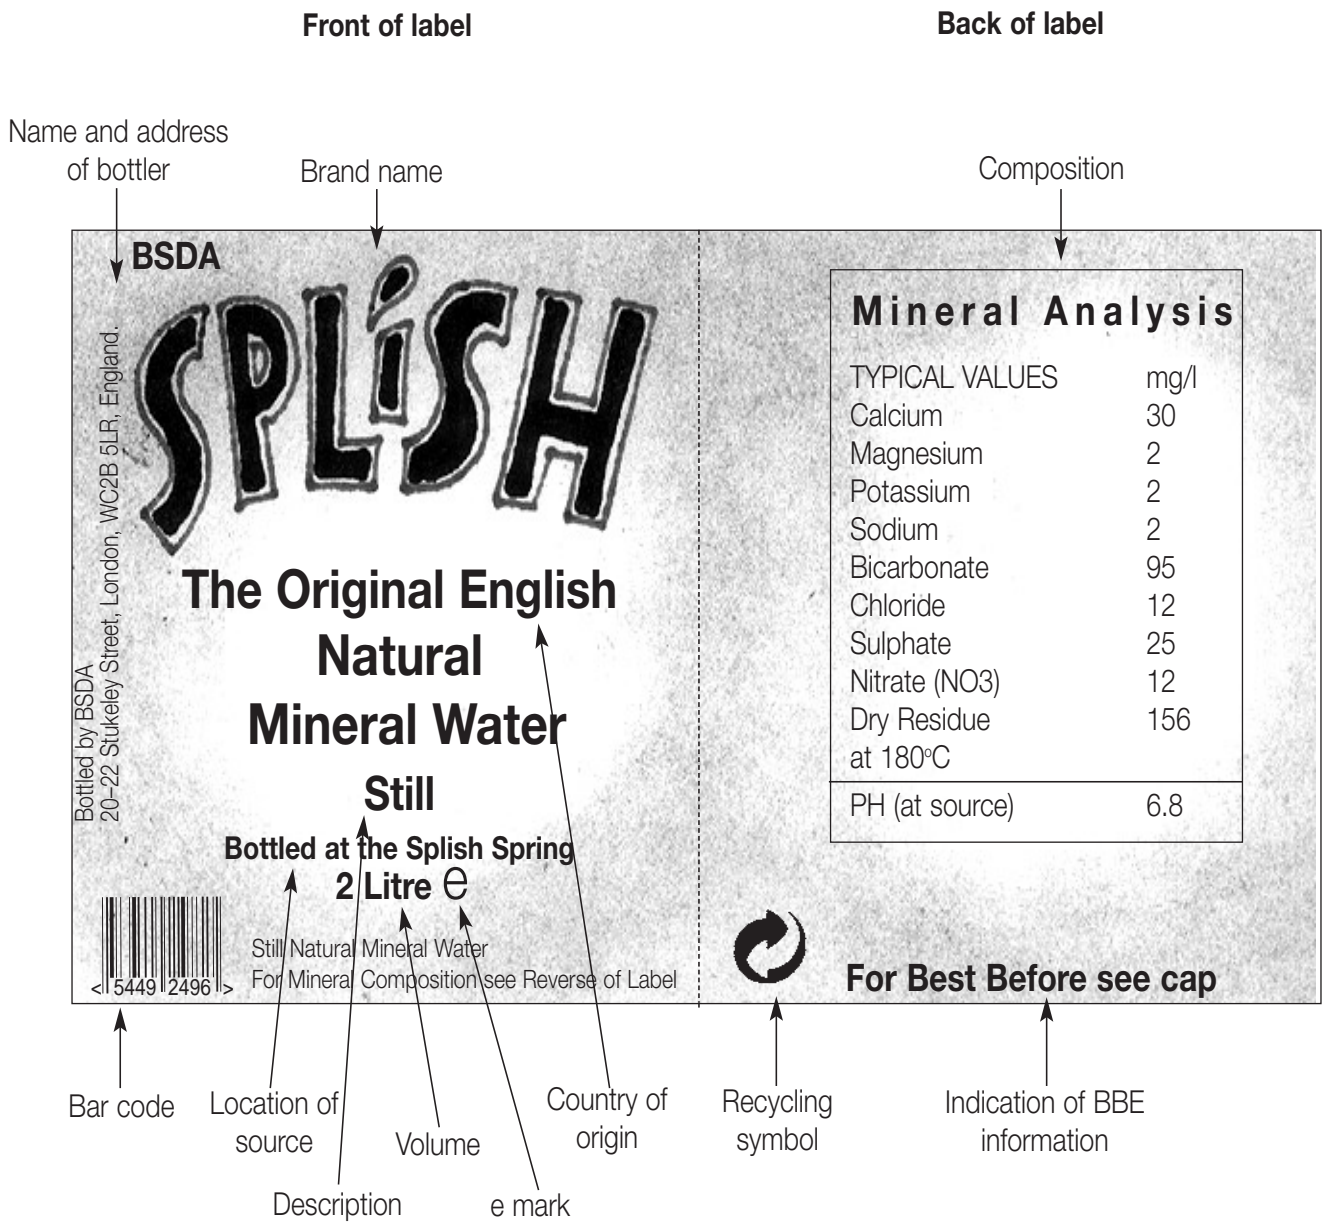 Front of label
Back of label
Name and address
of bottler
Brand name
Composition
BSDA
SPLiSH
Bottled by BSDA
20–22 Stukeley Street, London, WC2B 5LR, England.
The Original English
Natural
Mineral Water
Still
Bottled at the Splish Spring
2 Litre e
Still Natural Mineral Water
For Mineral Composition see Reverse of Label
< 5449 2496 >
Mineral Analysis
TYPICAL VALUES mg/l
Calcium 30
Magnesium 2
Potassium 2
Sodium 2
Bicarbonate 95
Chloride 12
Sulphate 25
Nitrate (NO3) 12
Dry Residue 156
at 180ºC
PH (at source) 6.8
For Best Before see cap
Bar code
Location of
source
Description
Volume
e mark
Country of
origin
Recycling
symbol
Indication of BBE
information